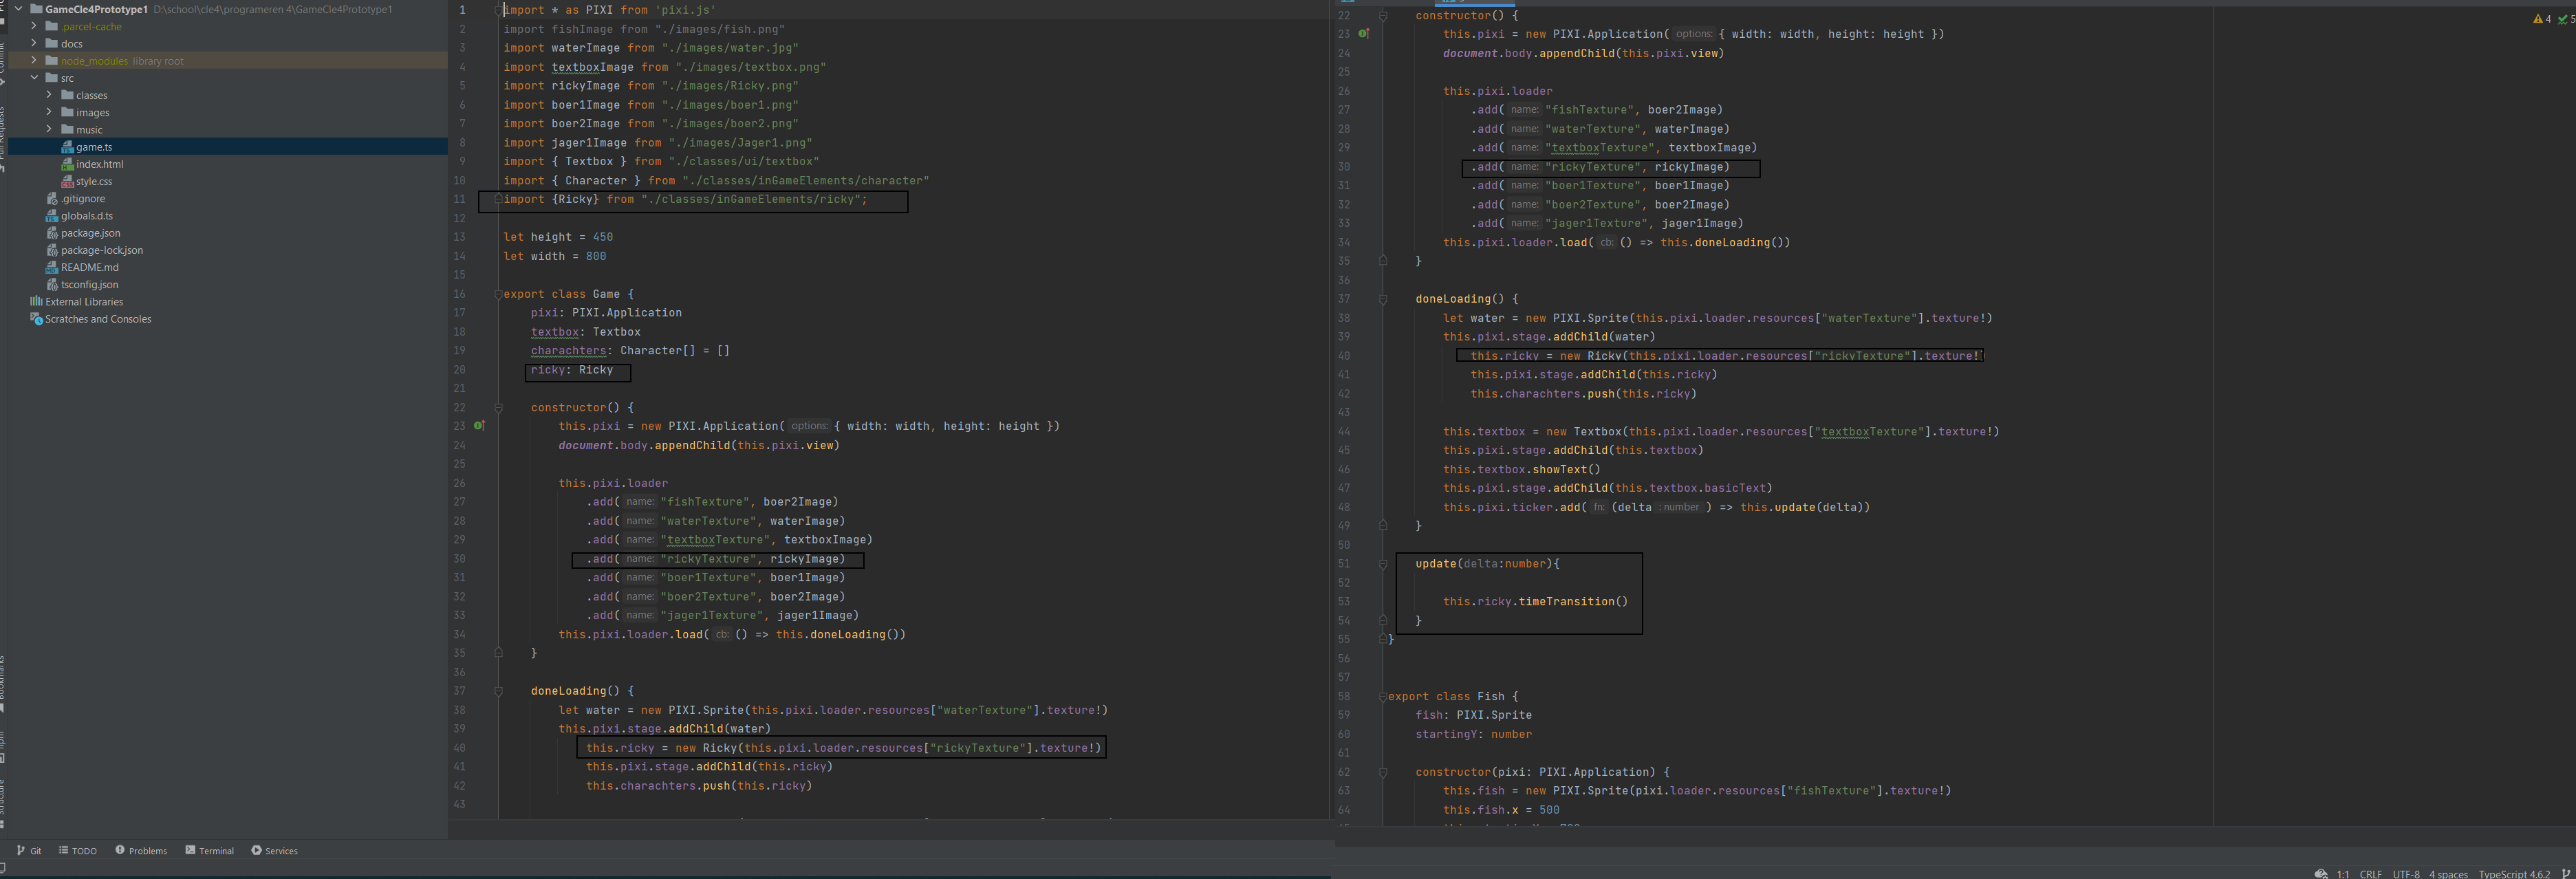 GameCle4Prototype1 D:\school\cle4\programeren 4\GameCle4Prototype1
.parcel-cache
docs
node_modules library root
src
classes
images
music
game.ts
index.html
style.css
.gitignore
globals.d.ts
package.json
package-lock.json
README.md
tsconfig.json
External Libraries
Scratches and Consoles
1 import * as PIXI from 'pixi.js'
2 import fishImage from "./images/fish.png"
3 import waterImage from "./images/water.jpg"
4 import textboxImage from "./images/textbox.png"
5 import rickyImage from "./images/Ricky.png"
6 import boer1Image from "./images/boer1.png"
7 import boer2Image from "./images/boer2.png"
8 import jager1Image from "./images/Jager1.png"
9 import { Textbox } from "./classes/ui/textbox"
10 import { Character } from "./classes/inGameElements/character"
11 import {Ricky} from "./classes/inGameElements/ricky";
12
13 let height = 450
14 let width = 800
15
16 export class Game {
17 pixi: PIXI.Application
18 textbox: Textbox
19 charachters: Character[] = []
20 ricky: Ricky
21
22 constructor() {
23 this.pixi = new PIXI.Application( options: { width: width, height: height })
24 document.body.appendChild(this.pixi.view)
25
26 this.pixi.loader
27 .add( name: "fishTexture", boer2Image)
28 .add( name: "waterTexture", waterImage)
29 .add( name: "textboxTexture", textboxImage)
30 .add( name: "rickyTexture", rickyImage)
31 .add( name: "boer1Texture", boer1Image)
32 .add( name: "boer2Texture", boer2Image)
33 .add( name: "jager1Texture", jager1Image)
34 this.pixi.loader.load( cb: () => this.doneLoading())
35 }
36
37 doneLoading() {
38 let water = new PIXI.Sprite(this.pixi.loader.resources["waterTexture"].texture!)
39 this.pixi.stage.addChild(water)
40 this.ricky = new Ricky(this.pixi.loader.resources["rickyTexture"].texture!)
41 this.pixi.stage.addChild(this.ricky)
42 this.charachters.push(this.ricky)
43
22 constructor() {
23 this.pixi = new PIXI.Application( options: { width: width, height: height })
24 document.body.appendChild(this.pixi.view)
25
26 this.pixi.loader
27 .add( name: "fishTexture", boer2Image)
28 .add( name: "waterTexture", waterImage)
29 .add( name: "textboxTexture", textboxImage)
30 .add( name: "rickyTexture", rickyImage)
31 .add( name: "boer1Texture", boer1Image)
32 .add( name: "boer2Texture", boer2Image)
33 .add( name: "jager1Texture", jager1Image)
34 this.pixi.loader.load( cb: () => this.doneLoading())
35 }
36
37 doneLoading() {
38 let water = new PIXI.Sprite(this.pixi.loader.resources["waterTexture"].texture!)
39 this.pixi.stage.addChild(water)
40 this.ricky = new Ricky(this.pixi.loader.resources["rickyTexture"].texture!)
41 this.pixi.stage.addChild(this.ricky)
42 this.charachters.push(this.ricky)
43
44 this.textbox = new Textbox(this.pixi.loader.resources["textboxTexture"].texture!)
45 this.pixi.stage.addChild(this.textbox)
46 this.textbox.showText()
47 this.pixi.stage.addChild(this.textbox.basicText)
48 this.pixi.ticker.add( fn: (delta : number ) => this.update(delta))
49 }
50
51 update(delta:number){
52
53 this.ricky.timeTransition()
54 }
55 }
56
57
58 export class Fish {
59 fish: PIXI.Sprite
60 startingY: number
61
62 constructor(pixi: PIXI.Application) {
63 this.fish = new PIXI.Sprite(pixi.loader.resources["fishTexture"].texture!)
64 this.fish.x = 500
4 5
Git TODO Problems Terminal Services
1:1 CRLF UTF-8 4 spaces TypeScript 4.6.2